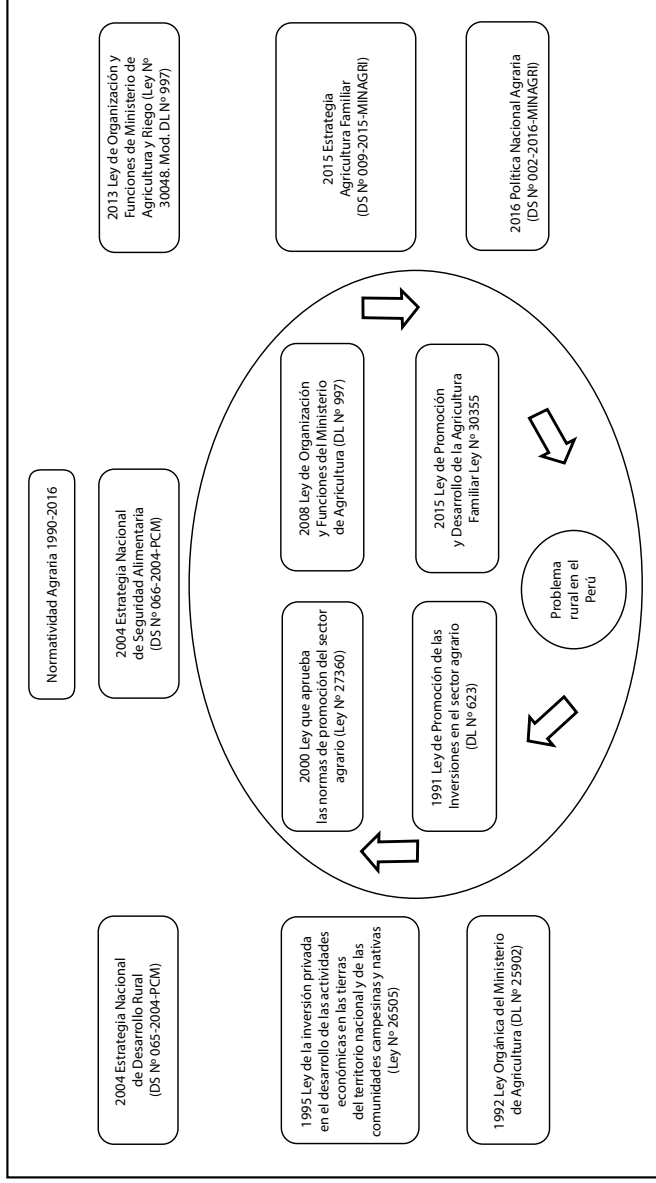 Normatividad Agraria 1990-2016
2004 Estrategia Nacional
de Desarrollo Rural
(DS Nº 065-2004-PCM)
2004 Estrategia Nacional
de Seguridad Alimentaria
(DS Nº 066-2004-PCM)
2013 Ley de Organización y
Funciones de Ministerio de
Agricultura y Riego (Ley Nº
30048. Mod. DL Nº 997)
1995 Ley de la inversión privada
en el desarrollo de las actividades
económicas en las tierras
del territorio nacional y de las
comunidades campesinas y nativas
(Ley Nº 26505)
2000 Ley que aprueba
las normas de promoción del sector
agrario (Ley Nº 27360)
2008 Ley de Organización
y Funciones del Ministerio
de Agricultura (DL Nº 997)
2015 Estrategia
Agricultura Familiar
(DS Nº 009-2015-MINAGRI)
1992 Ley Orgánica del Ministerio
de Agricultura (DL Nº 25902)
1991 Ley de Promoción de las
Inversiones en el sector agrario
(DL Nº 623)
2015 Ley de Promoción
y Desarrollo de la Agricultura
Familiar Ley Nº 30355
2016 Política Nacional Agraria
(DS Nº 002-2016-MINAGRI)
Problema
rural en el
Perú